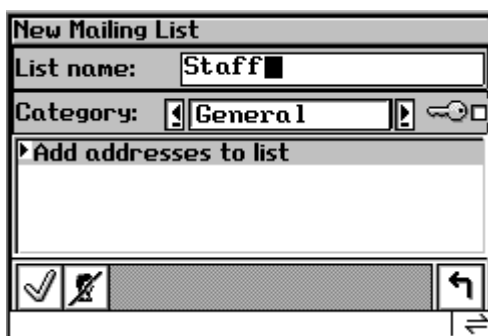 New Mailing List
List name: Staff
Category: General
Add addresses to list